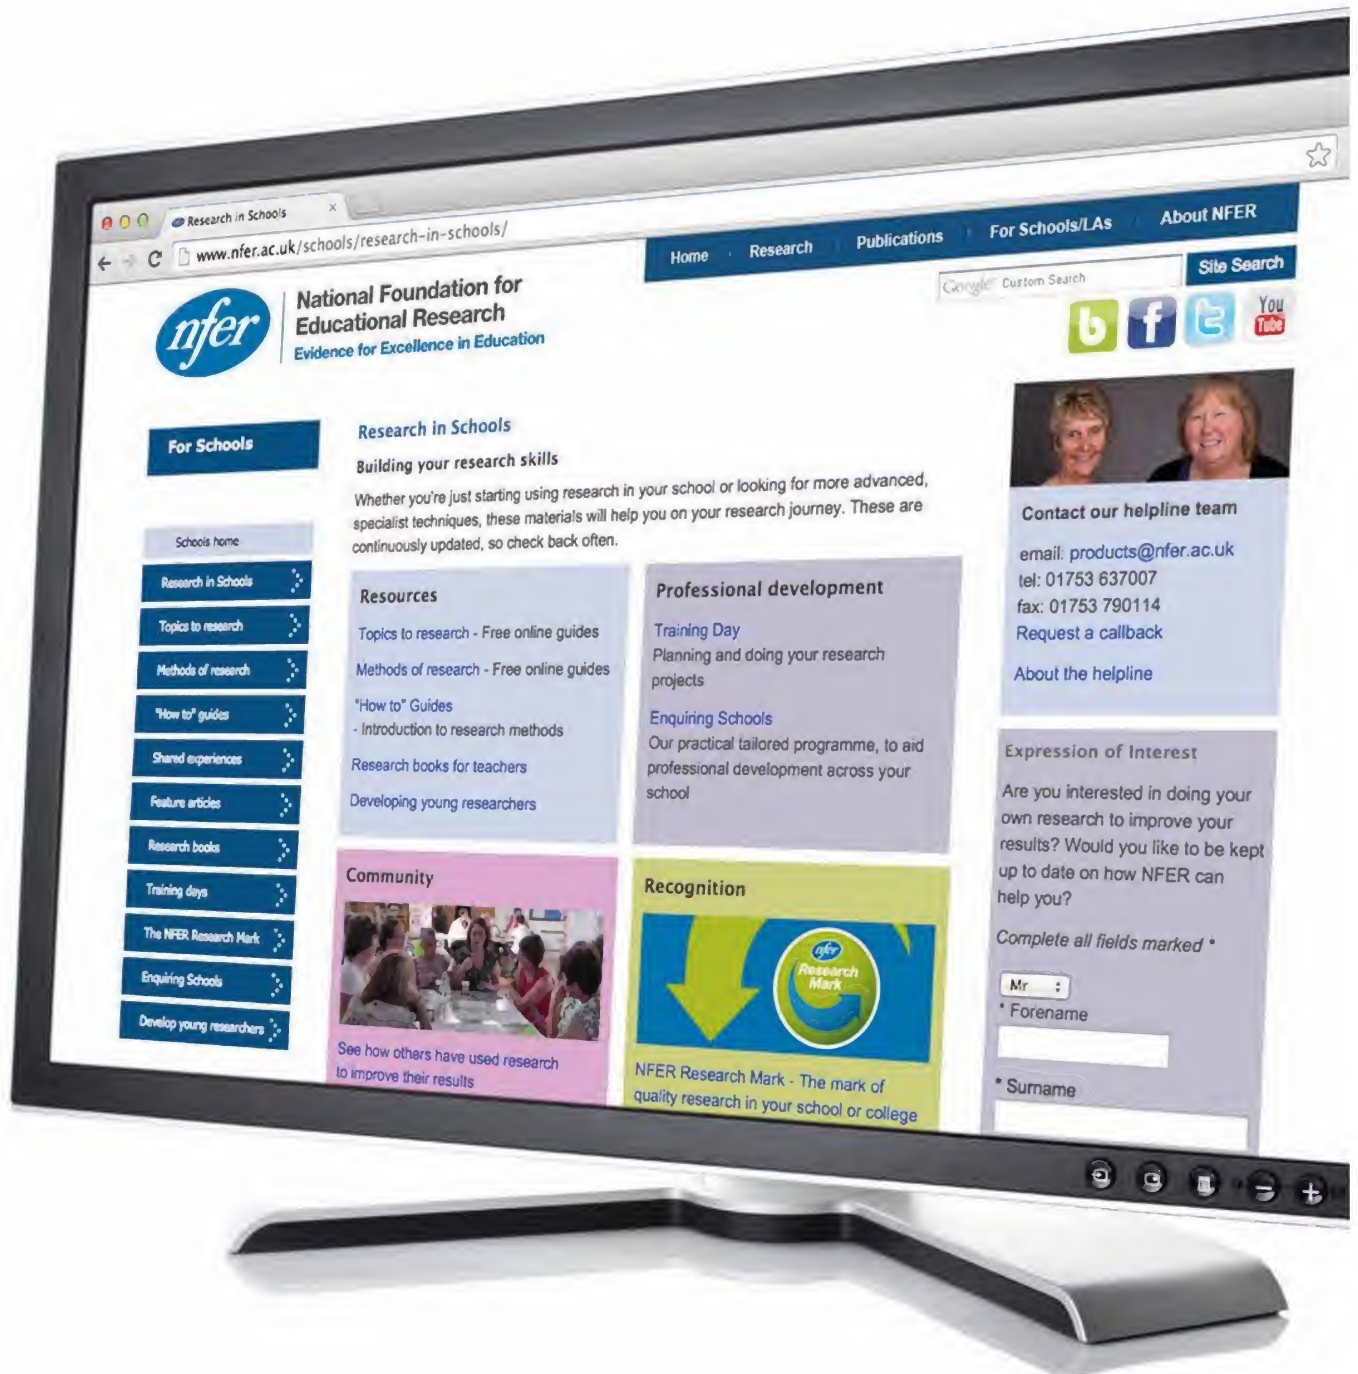 Research in Schools
www.nfer.ac.uk/schools/research-in-schools/
Home
Research
Publications
For Schools/LAs
About NFER
Google Custom Search
Site Search
nfer
National Foundation for
Educational Research
Evidence for Excellence in Education
b
f
t
You
Tube
For Schools
Schools home
Research in Schools
Topics to research
Methods of research
"How to" guides
Shared experiences
Feature articles
Research books
Training days
The NFER Research Mark
Enquiring Schools
Develop young researchers
Research in Schools
Building your research skills
Whether you're just starting using research in your school or looking for more advanced,
specialist techniques, these materials will help you on your research journey. These are
continuously updated, so check back often.
Resources
Topics to research - Free online guides
Methods of research - Free online guides
"How to" Guides
- Introduction to research methods
Research books for teachers
Developing young researchers
Professional development
Training Day
Planning and doing your research
projects
Enquiring Schools
Our practical tailored programme, to aid
professional development across your
school
Community
See how others have used research
to improve their results
Recognition
nfer
Research
Mark
NFER Research Mark - The mark of
quality research in your school or college
Contact our helpline team
email: products@nfer.ac.uk
tel: 01753 637007
fax: 01753 790114
Request a callback
About the helpline
Expression of Interest
Are you interested in doing your
own research to improve your
results? Would you like to be kept
up to date on how NFER can
help you?
Complete all fields marked *
Mr
* Forename
* Surname